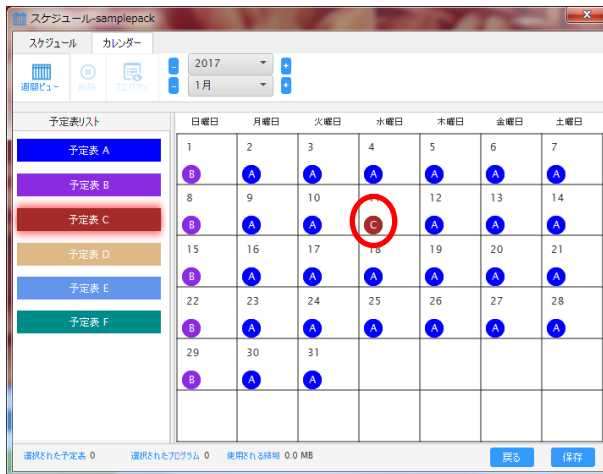 スケジュール-samplepack
スケジュール カレンダー
2017
週間ビュー 削除 プロパティ
1月
予定表リスト 日曜日 月曜日 火曜日 水曜日 木曜日 金曜日 土曜日
予定表 A
予定表 B
予定表 C
予定表 D
予定表 E
予定表 F
1 2 3 4 5 6 7
B A A A A A A
8 9 10 11 12 13 14
B A A C A A A
15 16 17 18 19 20 21
B A A A A A A
22 23 24 25 26 27 28
B A A A A A A
29 30 31
B A A
選択された予定表 0 選択されたプログラム 0 使用される領域 0.0 MB 戻る 保存